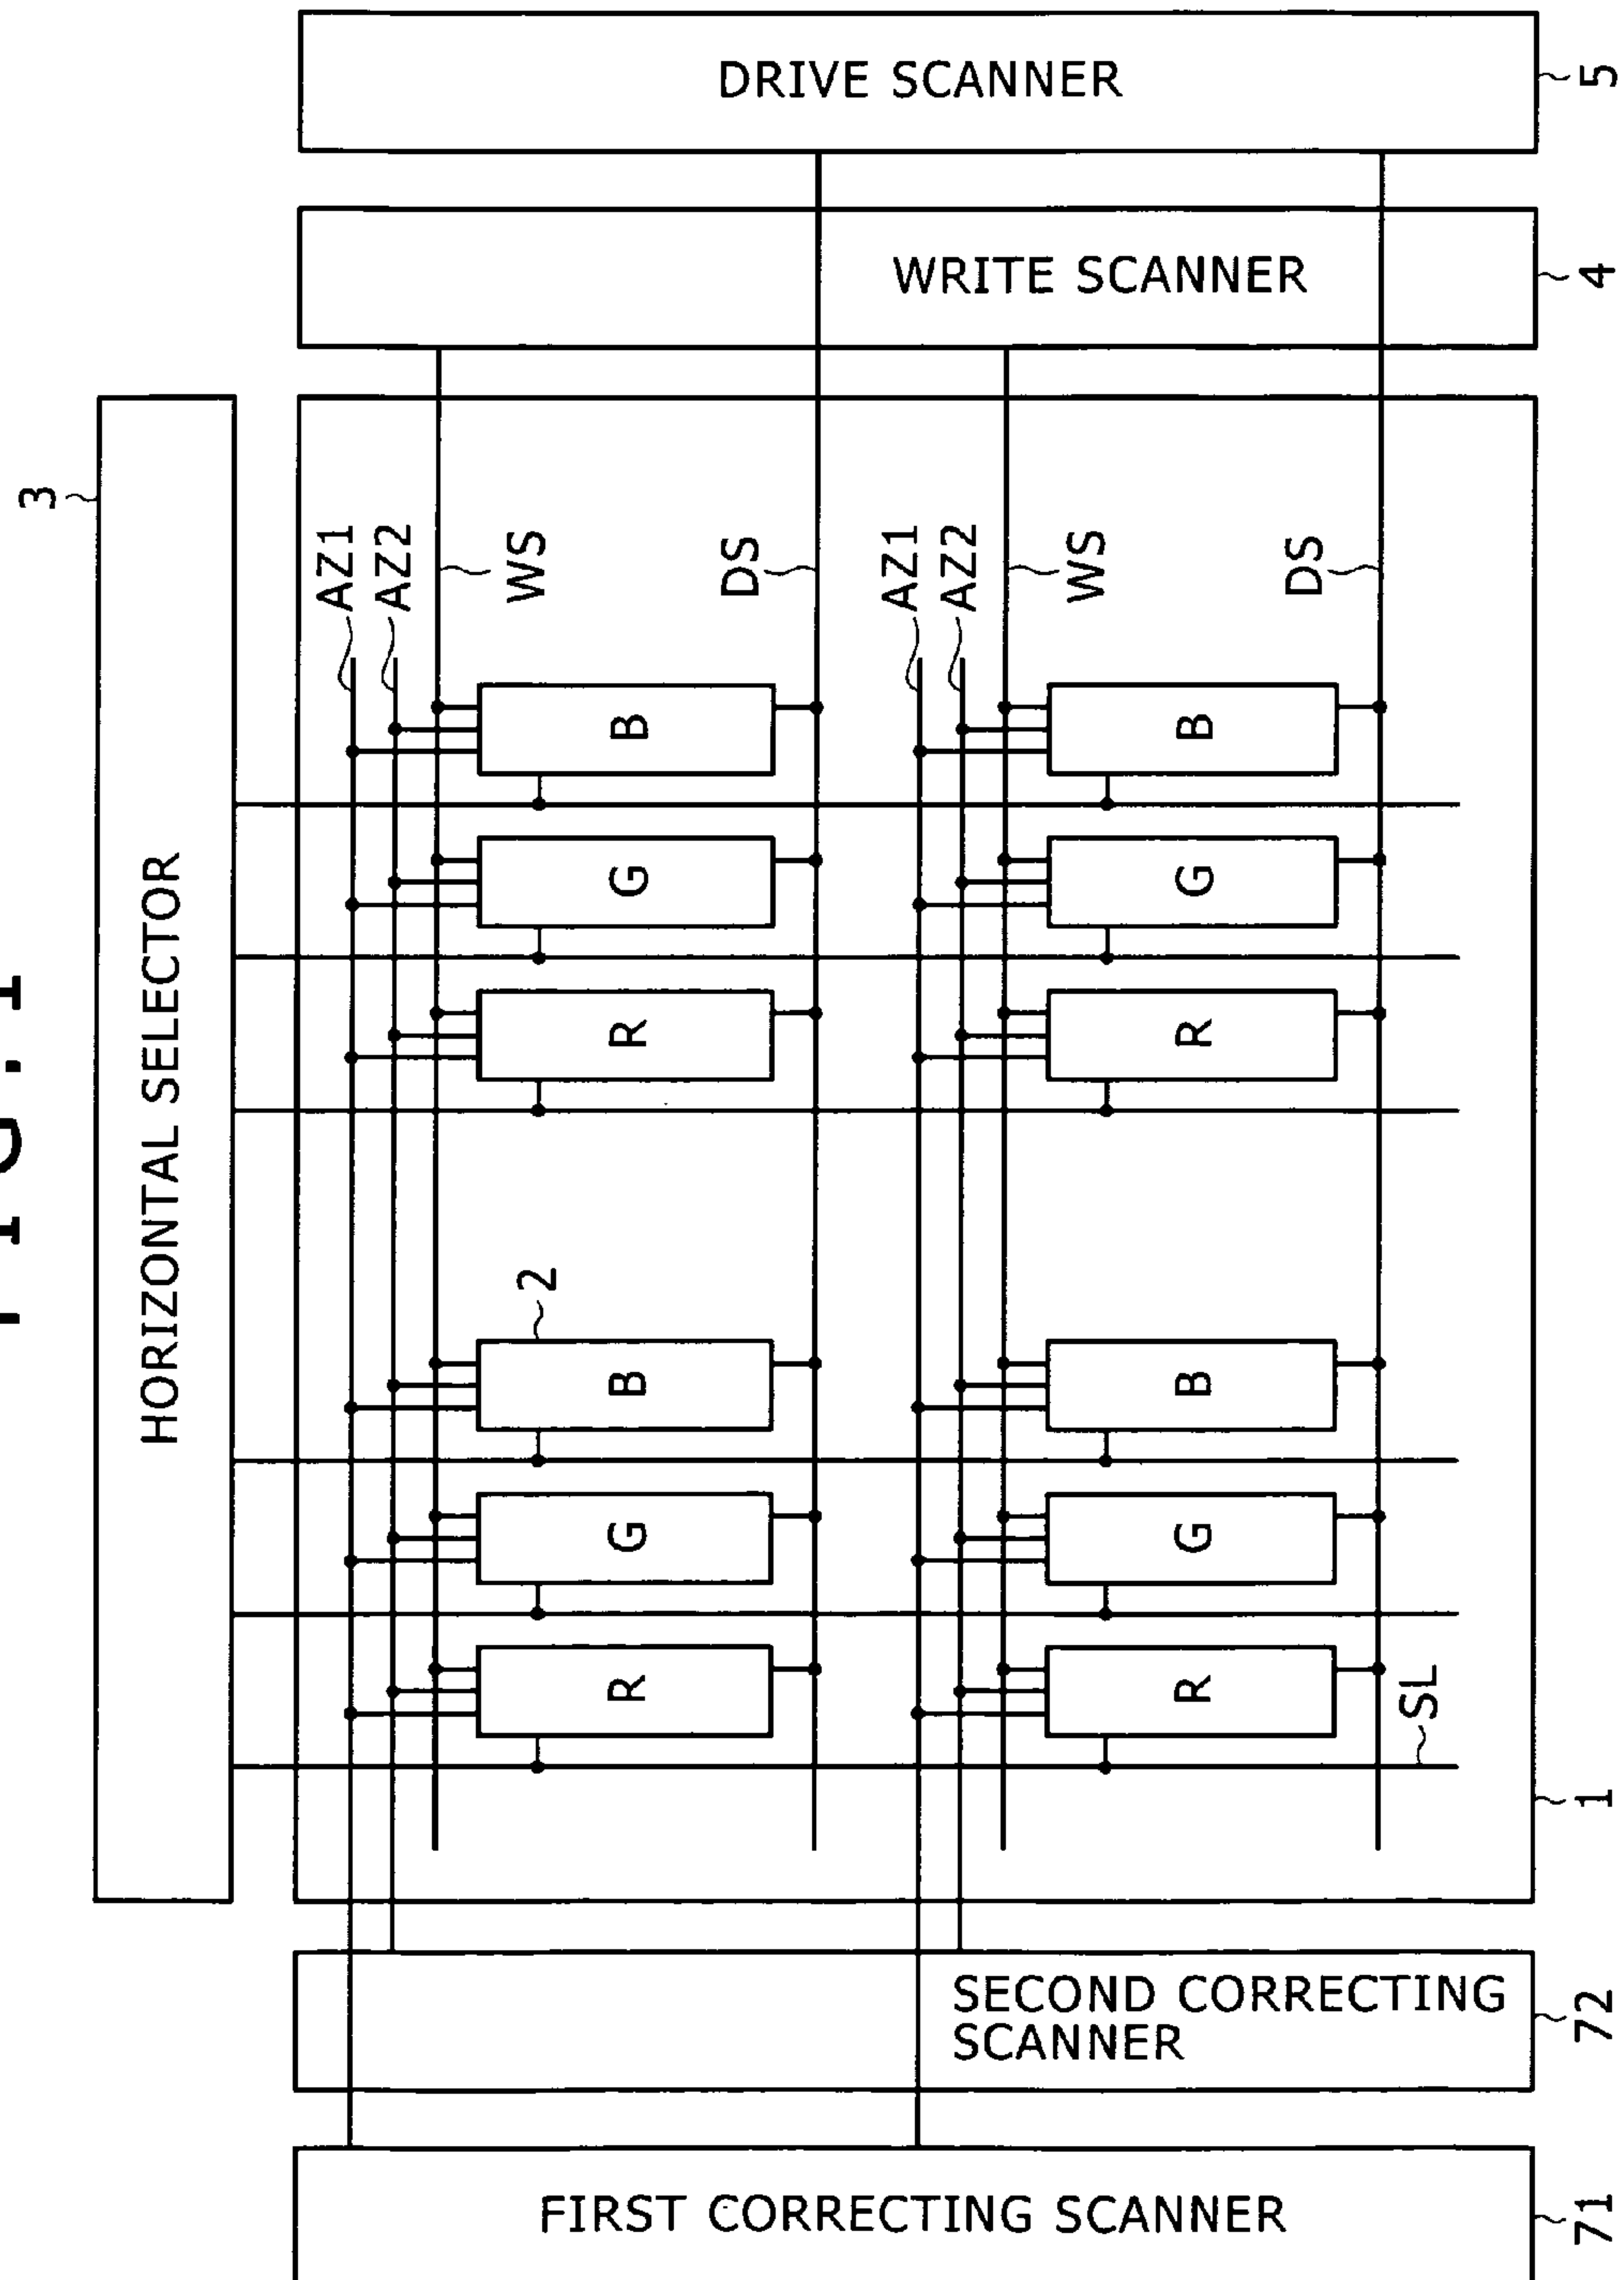 3
HORIZONTAL SELECTOR
AZ1
AZ2
WS
DS
R
G
B
2
R
G
B
AZ1
AZ2
WS
DS
R
G
B
R
G
B
SL
FIRST CORRECTING SCANNER
SECOND CORRECTING
SCANNER
WRITE SCANNER
DRIVE SCANNER
71
72
1
4
5